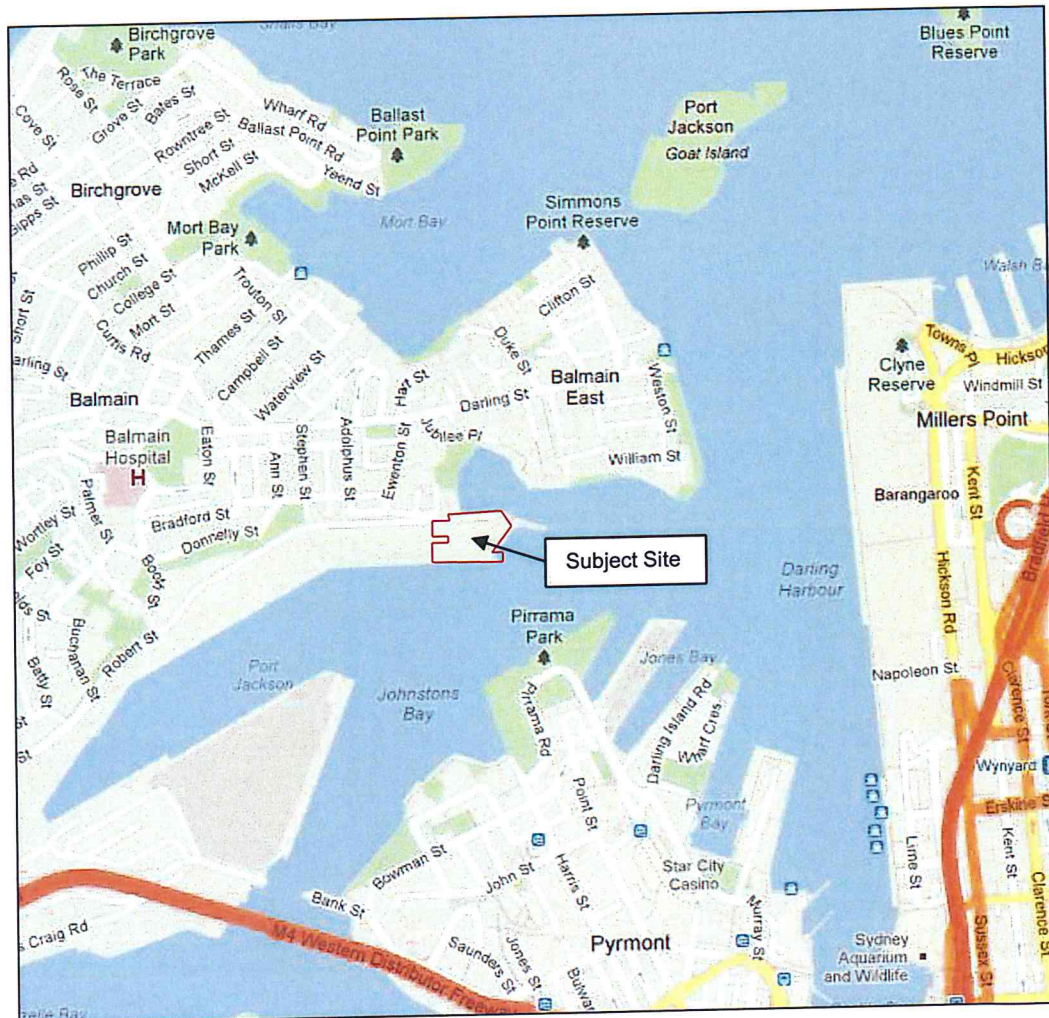 Snails Bay
Birchgrove
Park
Blues Point
Reserve
The Terrace
Rose St
Grove St
Bates St
Cove St
Wharf Rd
Ballast Point Rd
Ballast
Point Park
Port
Jackson
Goat Island
Rowntree St
Short St
McKell St
Yeend St
Birchgrove
Gipps St
Mort Bay
Simmons
Point Reserve
Mort Bay
Park
Phillip St
Church St
College St
Mort St
Curtis Rd
Short St
Trouton St
Thames St
Campbell St
Waterview St
Clifton St
Duke St
Balmain
East
Weston St
Towns Pl
Hickson
Clyne
Reserve
Windmill St
Millers Point
Darling St
Balmain
Hart St
Jubilee Pl
William St
Balmain
Hospital
H
Eaton St
Ann St
Stephen St
Adolphus St
Ewenton St
Barangaroo
Kent St
Hickson Rd
Palmer St
Wortley St
Foy St
Bradford St
Donnelly St
Booth St
Buchanan St
Batty St
Robert St
Subject Site
Darling
Harbour
Pirrama
Park
Port
Jackson
Johnstons
Bay
Jones Bay
Napoleon St
Clarence St
Pirrama Rd
Darling Island Rd
Wharf Cres
Wynyard
Erskine S
Point St
Pyrmont
Bay
Bowman St
John St
Harris St
Star City
Casino
Lime St
Kent St
Clarence St
Bank St
s Craig Rd
M4 Western Distributor Freeway
Saunders St
Jones St
Pyrmont
Murray St
Sydney
Aquarium
and Wildlife
Sussex St
Bulwar
zelle Bay